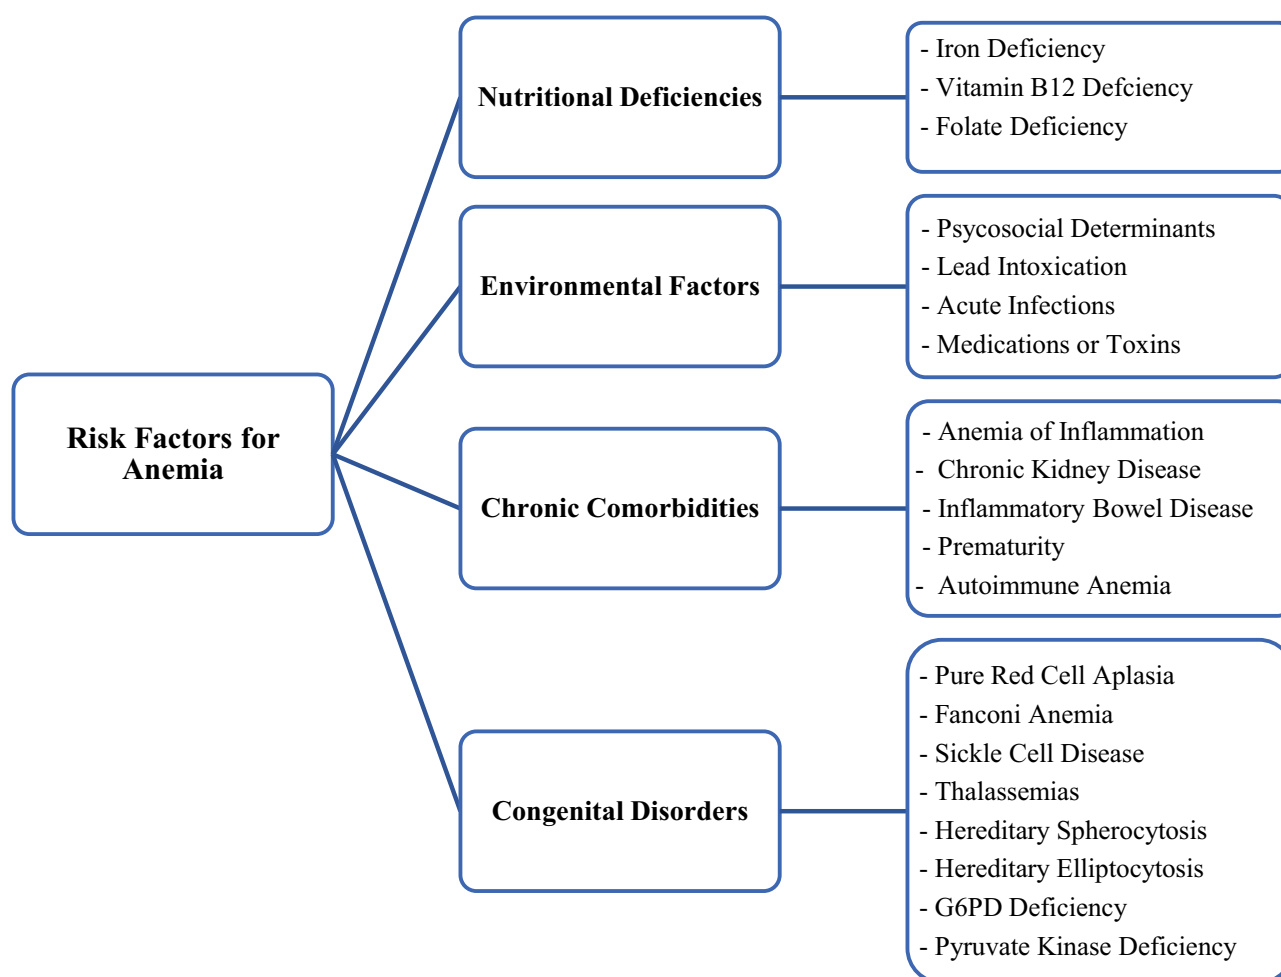 Risk Factors for
Anemia
Nutritional Deficiencies
- Iron Deficiency
- Vitamin B12 Defciency
- Folate Deficiency
Environmental Factors
- Psycosocial Determinants
- Lead Intoxication
- Acute Infections
- Medications or Toxins
Chronic Comorbidities
- Anemia of Inflammation
- Chronic Kidney Disease
- Inflammatory Bowel Disease
- Prematurity
- Autoimmune Anemia
Congenital Disorders
- Pure Red Cell Aplasia
- Fanconi Anemia
- Sickle Cell Disease
- Thalassemias
- Hereditary Spherocytosis
- Hereditary Elliptocytosis
- G6PD Deficiency
- Pyruvate Kinase Deficiency